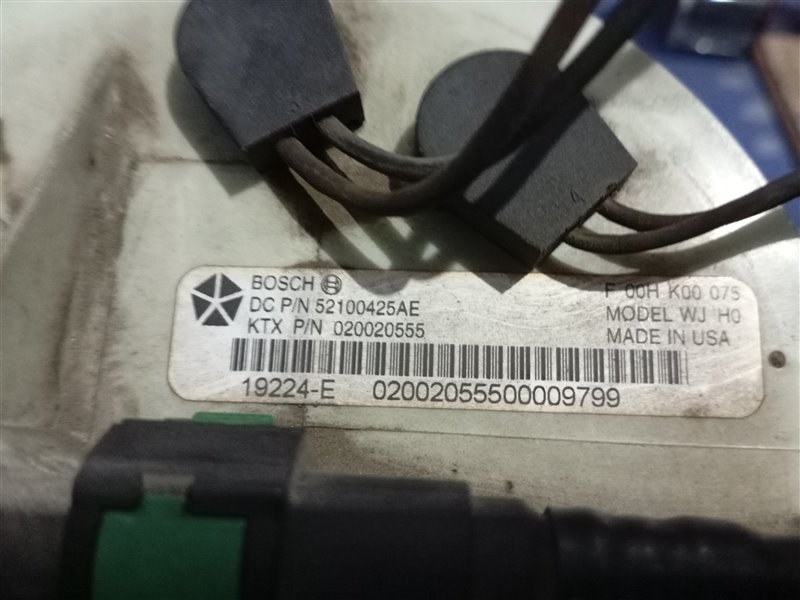 BOSCH
DC P/N 52100425AE
KTX P/N 020020555
F 00H K00 075
MODEL WJ H0
MADE IN USA
19224-E 02002055500009799